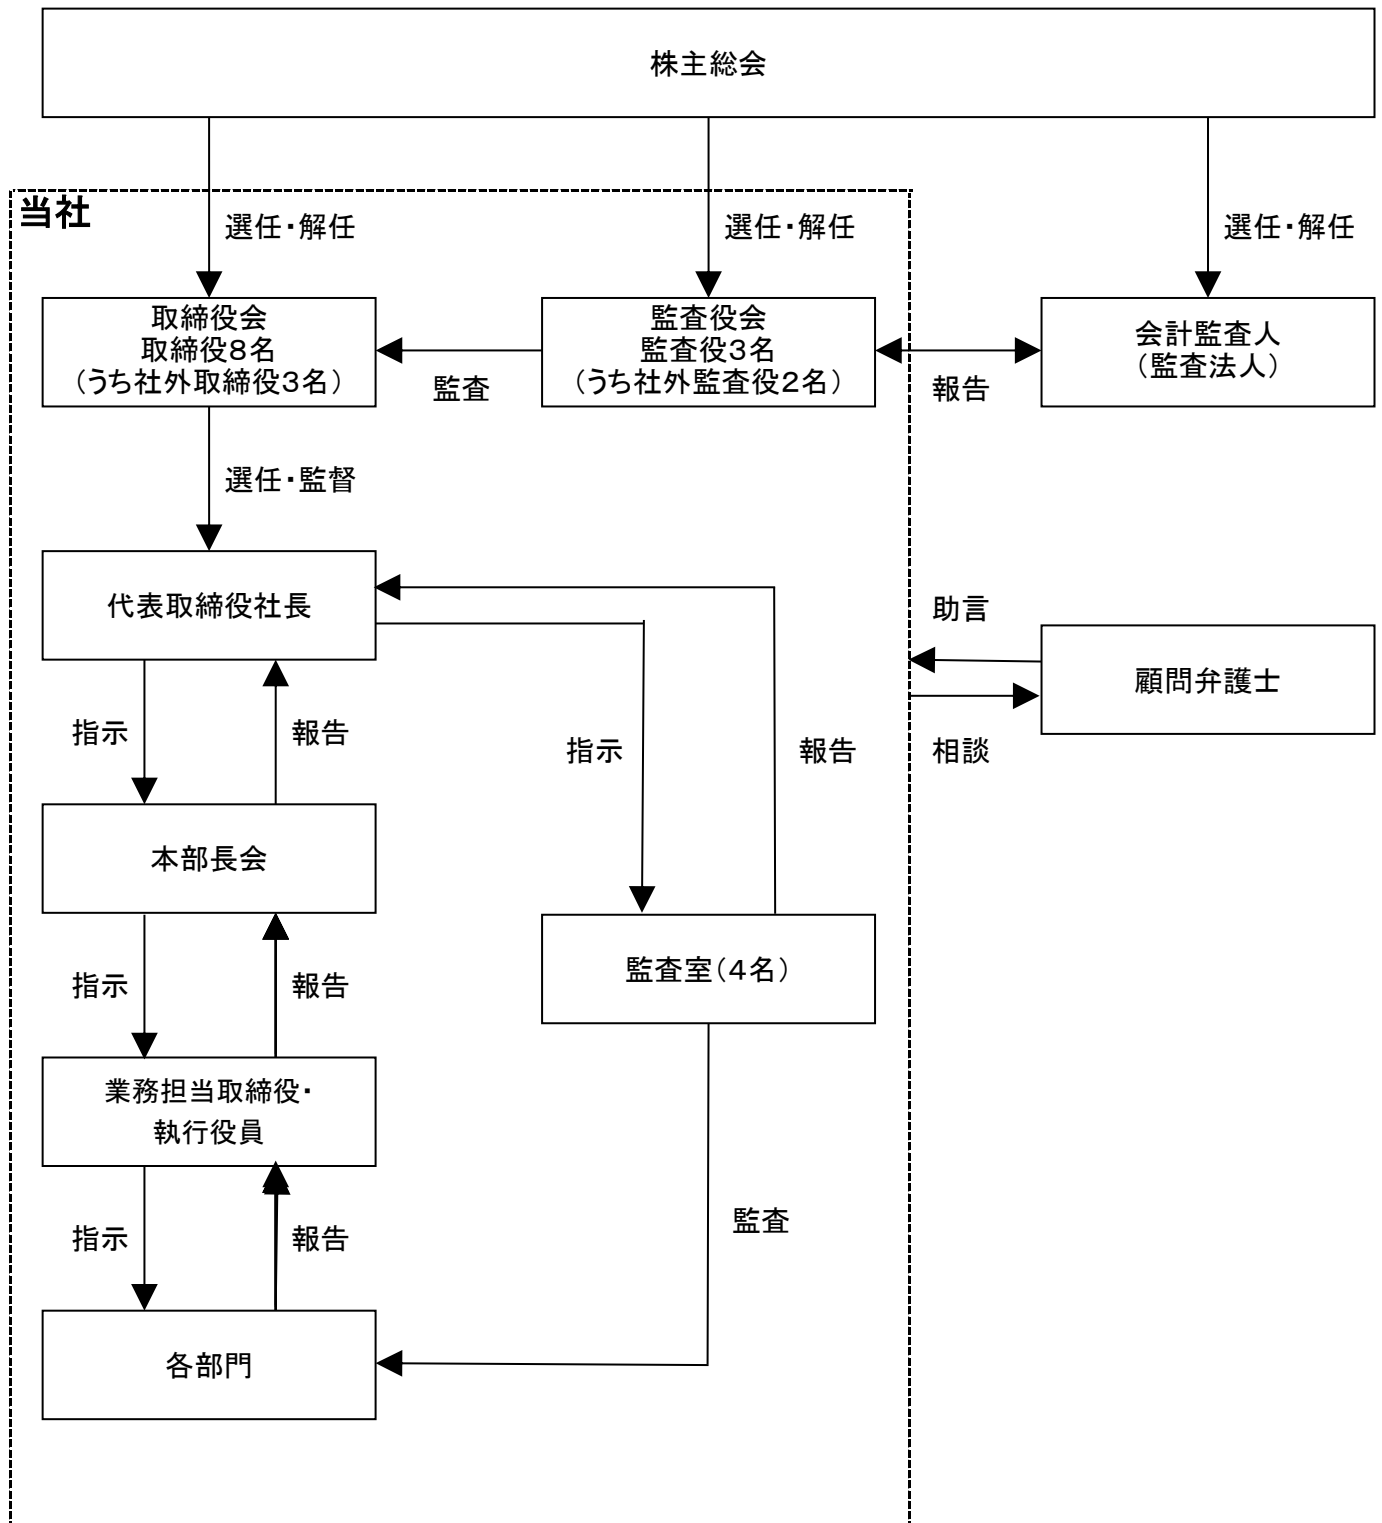 株主総会
当社
選任・解任
選任・解任
選任・解任
取締役会
取締役8名
(うち社外取締役3名)
監査
監査役会
監査役3名
(うち社外監査役2名)
報告
会計監査人
(監査法人)
選任・監督
代表取締役社長
助言
顧問弁護士
相談
指示
報告
指示
報告
本部長会
監査室(4名)
指示
報告
業務担当取締役・
執行役員
指示
報告
監査
各部門